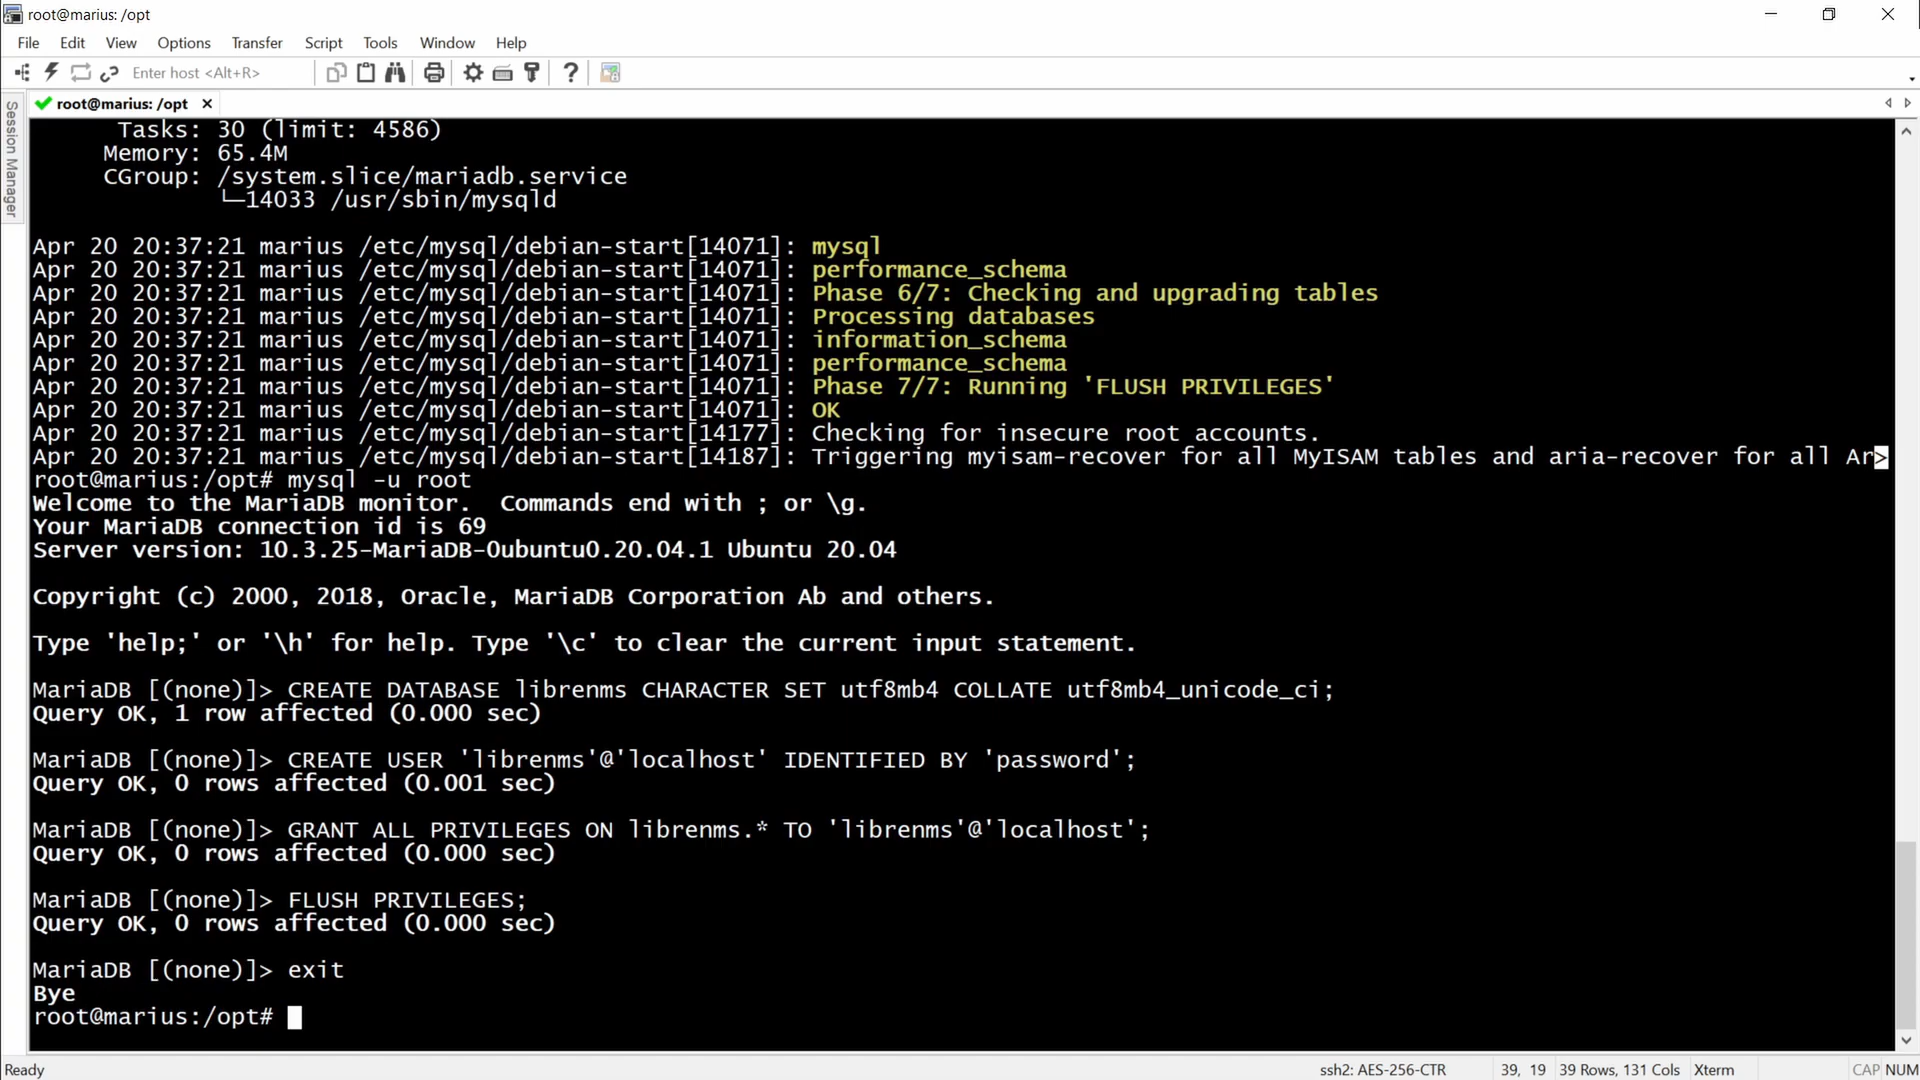 root@marius: /opt
File Edit View Options Transfer Script Tools Window Help
Enter host <Alt+R>
root@marius: /opt
Session Manager
Tasks: 30 (limit: 4586)
Memory: 65.4M
CGroup: /system.slice/mariadb.service
└─14033 /usr/sbin/mysqld
Apr 20 20:37:21 marius /etc/mysql/debian-start[14071]: mysql
Apr 20 20:37:21 marius /etc/mysql/debian-start[14071]: performance_schema
Apr 20 20:37:21 marius /etc/mysql/debian-start[14071]: Phase 6/7: Checking and upgrading tables
Apr 20 20:37:21 marius /etc/mysql/debian-start[14071]: Processing databases
Apr 20 20:37:21 marius /etc/mysql/debian-start[14071]: information_schema
Apr 20 20:37:21 marius /etc/mysql/debian-start[14071]: performance_schema
Apr 20 20:37:21 marius /etc/mysql/debian-start[14071]: Phase 7/7: Running 'FLUSH PRIVILEGES'
Apr 20 20:37:21 marius /etc/mysql/debian-start[14071]: OK
Apr 20 20:37:21 marius /etc/mysql/debian-start[14177]: Checking for insecure root accounts.
Apr 20 20:37:21 marius /etc/mysql/debian-start[14187]: Triggering myisam-recover for all MyISAM tables and aria-recover for all Ar>
root@marius:/opt# mysql -u root
Welcome to the MariaDB monitor.  Commands end with ; or \g.
Your MariaDB connection id is 69
Server version: 10.3.25-MariaDB-0ubuntu0.20.04.1 Ubuntu 20.04
Copyright (c) 2000, 2018, Oracle, MariaDB Corporation Ab and others.
Type 'help;' or '\h' for help. Type '\c' to clear the current input statement.
MariaDB [(none)]> CREATE DATABASE librenms CHARACTER SET utf8mb4 COLLATE utf8mb4_unicode_ci;
Query OK, 1 row affected (0.000 sec)
MariaDB [(none)]> CREATE USER 'librenms'@'localhost' IDENTIFIED BY 'password';
Query OK, 0 rows affected (0.001 sec)
MariaDB [(none)]> GRANT ALL PRIVILEGES ON librenms.* TO 'librenms'@'localhost';
Query OK, 0 rows affected (0.000 sec)
MariaDB [(none)]> FLUSH PRIVILEGES;
Query OK, 0 rows affected (0.000 sec)
MariaDB [(none)]> exit
Bye
root@marius:/opt#
Ready ssh2: AES-256-CTR 39, 19 39 Rows, 131 Cols Xterm CAP NUM